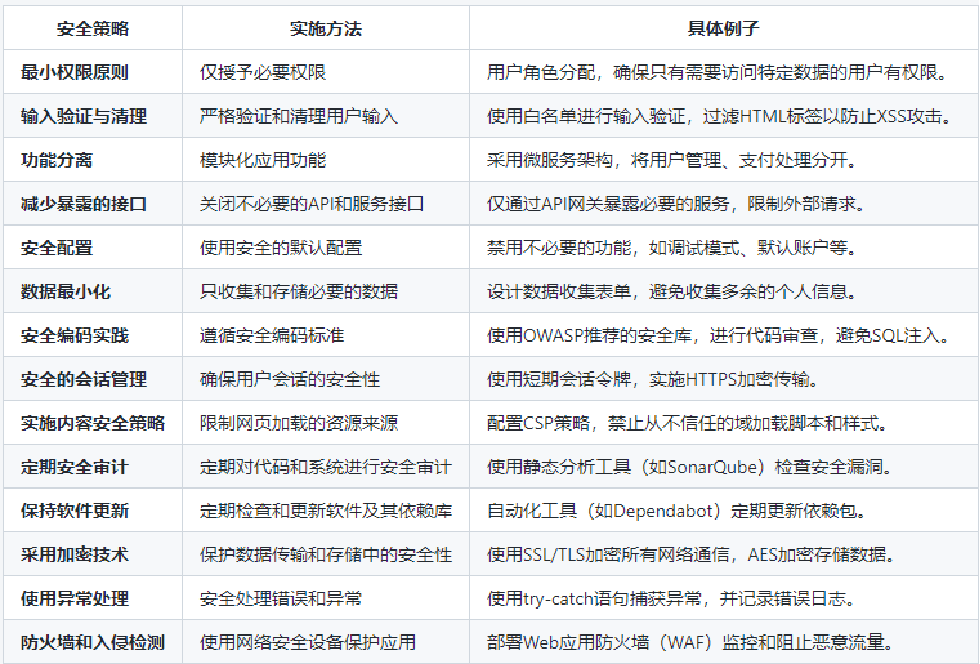 安全策略 实施方法 具体例子
最小权限原则 仅授予必要权限 用户角色分配，确保只有需要访问特定数据的用户有权限。
输入验证与清理 严格验证和清理用户输入 使用白名单进行输入验证，过滤HTML标签以防止XSS攻击。
功能分离 模块化应用功能 采用微服务架构，将用户管理、支付处理分开。
减少暴露的接口 关闭不必要的API和服务接口 仅通过API网关暴露必要的服务，限制外部请求。
安全配置 使用安全的默认配置 禁用不必要的功能，如调试模式、默认账户等。
数据最小化 只收集和存储必要的数据 设计数据收集表单，避免收集多余的个人信息。
安全编码实践 遵循安全编码标准 使用OWASP推荐的安全库，进行代码审查，避免SQL注入。
安全的会话管理 确保用户会话的安全性 使用短期会话令牌，实施HTTPS加密传输。
实施内容安全策略 限制网页加载的资源来源 配置CSP策略，禁止从不信任的域加载脚本和样式。
定期安全审计 定期对代码和系统进行安全审计 使用静态分析工具（如SonarQube）检查安全漏洞。
保持软件更新 定期检查和更新软件及其依赖库 自动化工具（如Dependabot）定期更新依赖包。
采用加密技术 保护数据传输和存储中的安全性 使用SSL/TLS加密所有网络通信，AES加密存储数据。
使用异常处理 安全处理错误和异常 使用try-catch语句捕获异常，并记录错误日志。
防火墙和入侵检测 使用网络安全设备保护应用 部署Web应用防火墙（WAF）监控和阻止恶意流量。